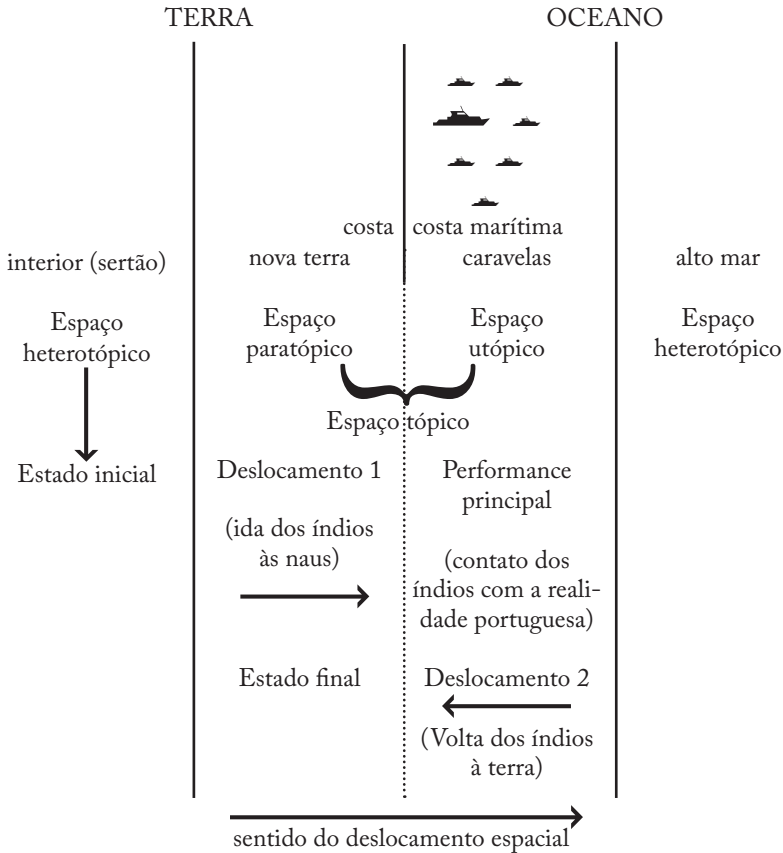 TERRA
OCEANO
costa
costa marítima
interior (sertão)
nova terra
caravelas
alto mar
Espaço
heterotópico
Espaço
paratópico
Espaço
utópico
Espaço
heterotópico
Espaço tópico
Estado inicial
Deslocamento 1
Performance
principal
(ida dos índios
às naus)
(contato dos
índios com a reali-
dade portuguesa)
Estado final
Deslocamento 2
(Volta dos índios
à terra)
sentido do deslocamento espacial